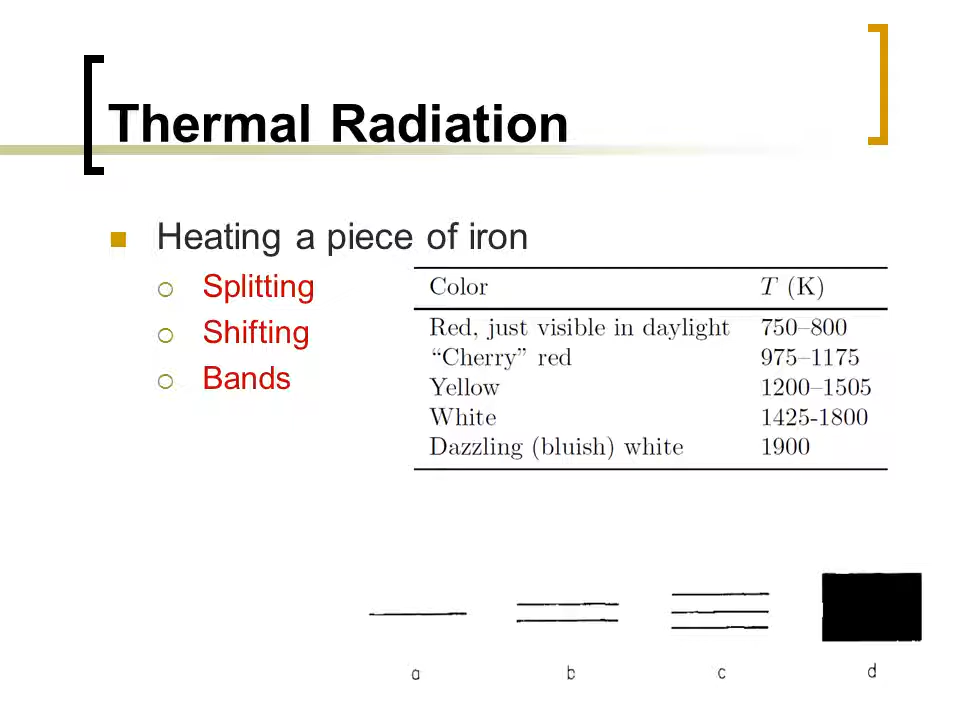 Thermal Radiation
Heating a piece of iron
Splitting
Shifting
Bands
Color T (K)
Red, just visible in daylight 750–800
“Cherry” red 975–1175
Yellow 1200–1505
White 1425-1800
Dazzling (bluish) white 1900
a b c d